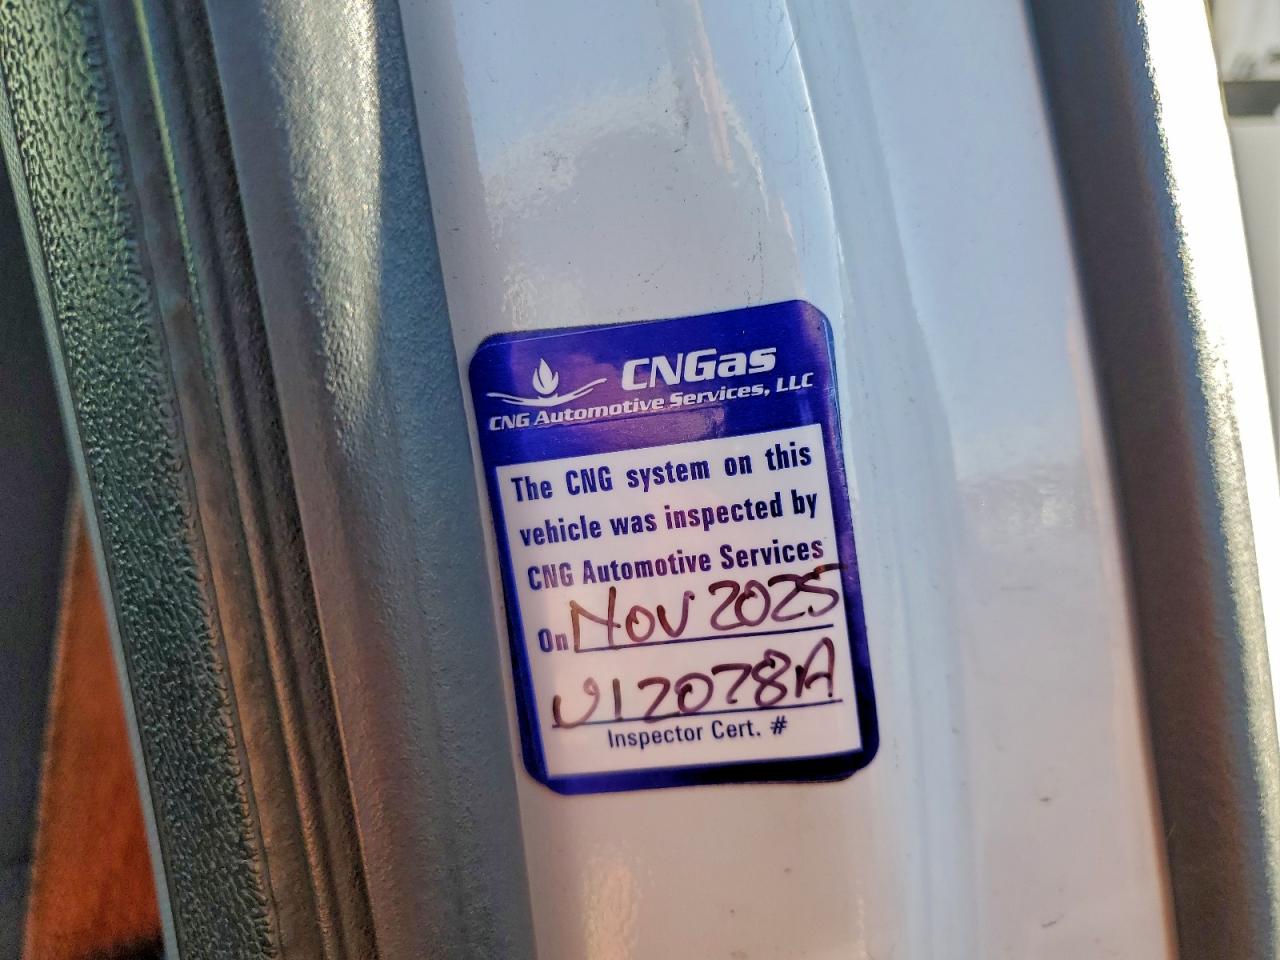 CNGas
CNG Automotive Services, LLC
The CNG system on this
vehicle was inspected by
CNG Automotive Services
On Nov 2025
V12078A
Inspector Cert. #